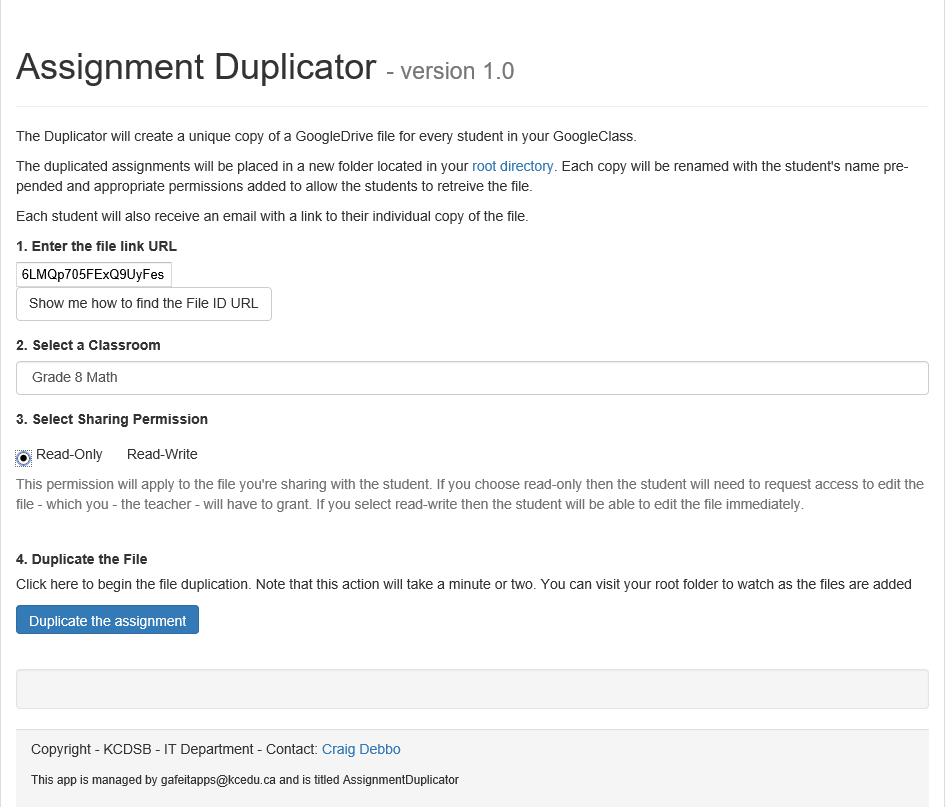 Assignment Duplicator - version 1.0
The Duplicator will create a unique copy of a GoogleDrive file for every student in your GoogleClass.
The duplicated assignments will be placed in a new folder located in your root directory. Each copy will be renamed with the student's name pre-
pended and appropriate permissions added to allow the students to retreive the file.
Each student will also receive an email with a link to their individual copy of the file.
1. Enter the file link URL
6LMQp705FExQ9UyFes
Show me how to find the File ID URL
2. Select a Classroom
Grade 8 Math
3. Select Sharing Permission
Read-Only Read-Write
This permission will apply to the file you're sharing with the student. If you choose read-only then the student will need to request access to edit the
file - which you - the teacher - will have to grant. If you select read-write then the student will be able to edit the file immediately.
4. Duplicate the File
Click here to begin the file duplication. Note that this action will take a minute or two. You can visit your root folder to watch as the files are added
Duplicate the assignment
Copyright - KCDSB - IT Department - Contact: Craig Debbo
This app is managed by gafeitapps@kcedu.ca and is titled AssignmentDuplicator